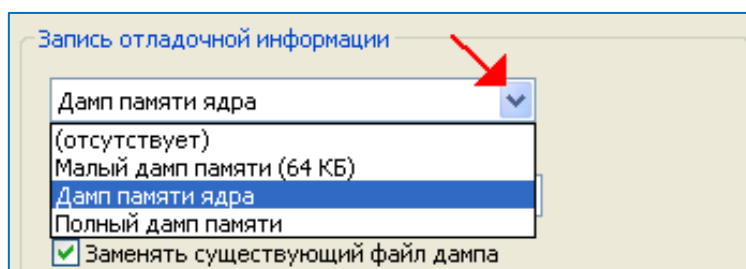 Запись отладочной информации
Дамп памяти ядра
(отсутствует)
Малый дамп памяти (64 КБ)
Дамп памяти ядра
Полный дамп памяти
Заменять существующий файл дампа